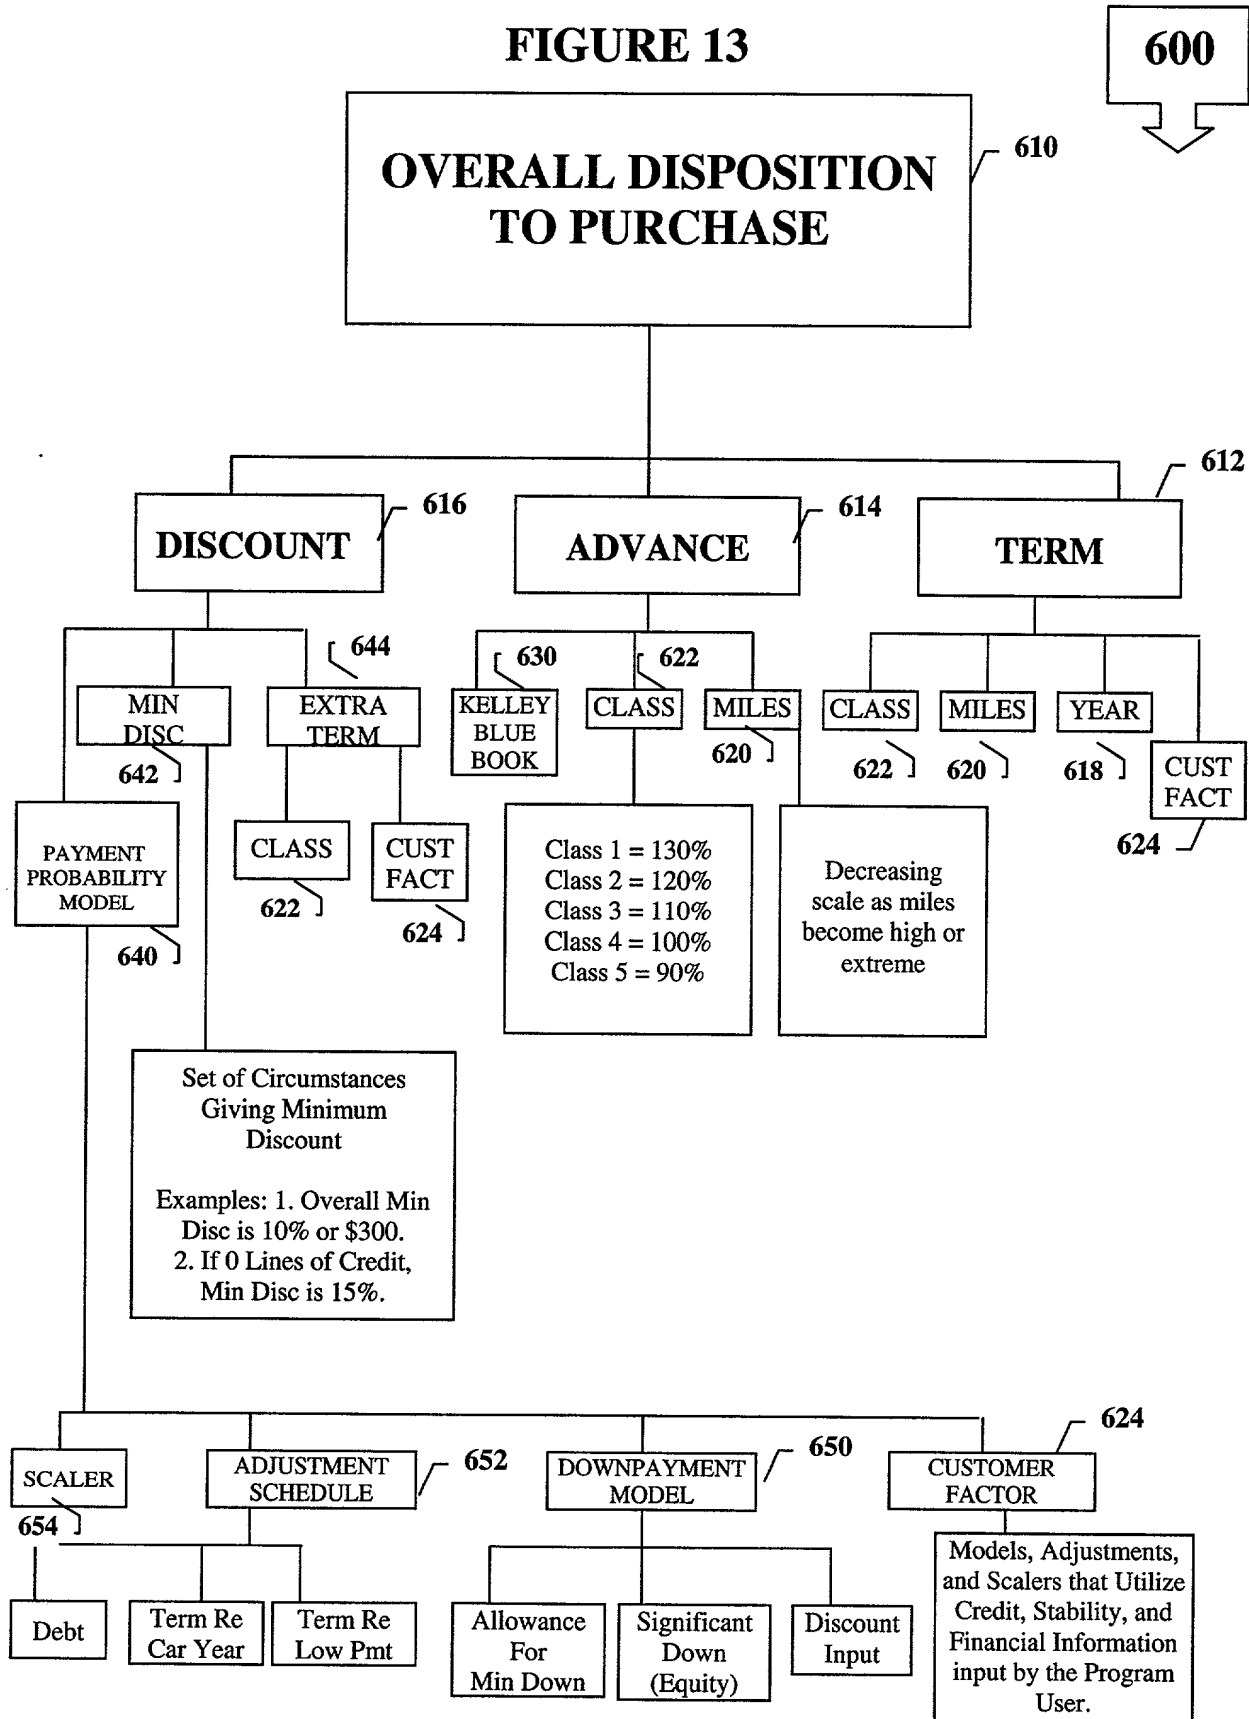 FIGURE 13
600
OVERALL DISPOSITION
TO PURCHASE
610
612
DISCOUNT
616
ADVANCE
614
TERM
644
630
622
MIN
DISC
642
EXTRA
TERM
KELLEY
BLUE
BOOK
CLASS
MILES
620
CLASS
622
MILES
620
YEAR
618
CUST
FACT
624
PAYMENT
PROBABILITY
MODEL
640
CLASS
622
CUST
FACT
624
Class 1 = 130%
Class 2 = 120%
Class 3 = 110%
Class 4 = 100%
Class 5 = 90%
Decreasing
scale as miles
become high or
extreme
Set of Circumstances
Giving Minimum
Discount
Examples: 1. Overall Min
Disc is 10% or $300.
2. If 0 Lines of Credit,
Min Disc is 15%.
SCALER
654
ADJUSTMENT
SCHEDULE
652
DOWNPAYMENT
MODEL
650
CUSTOMER
FACTOR
624
Debt
Term Re
Car Year
Term Re
Low Pmt
Allowance
For
Min Down
Significant
Down
(Equity)
Discount
Input
Models, Adjustments,
and Scalers that Utilize
Credit, Stability, and
Financial Information
input by the Program
User.